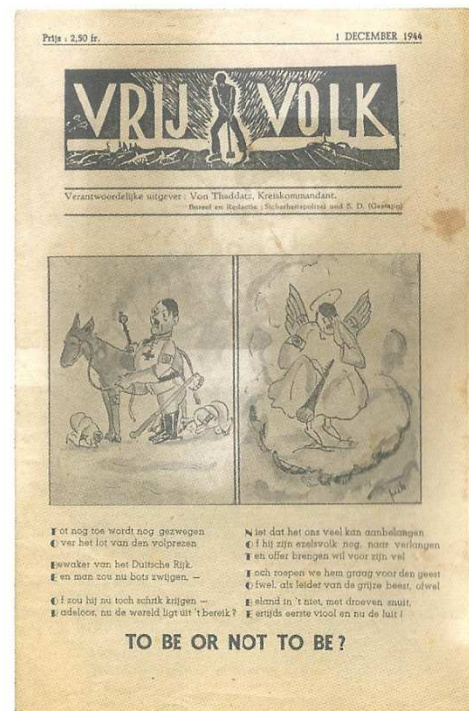 Prijs : 2,50 fr.
1 DECEMBER 1944
VRIJ VOLK
Verantwoordelijke uitgever : Von Thaddatz, Kreiskommandant.
Bureel en Redactie : Sicherheitspolizei und S. D. (Gestapo)
Tot nog toe wordt nog gezwegen
Over het lot van den volprezen
Bewaker van het Duitsche Rijk.
Een man zou nu bots zwijgen, —
Of zou hij nu toch schrik krijgen —
Radeloos, nu de wereld ligt uit 't bereik ?
Niet dat het ons veel kan aanbelangen
Of hij zijn ezelsvolk nog, naar verlangen
Ten offer brengen wil voor zijn vel
Toch roepen we hem graag voor den geest
Ofwel, als leider van de grijze beest, ofwel
Beland in 't niet, met droeven snuit,
Eertijds eerste viool en nu de luit !
TO BE OR NOT TO BE ?